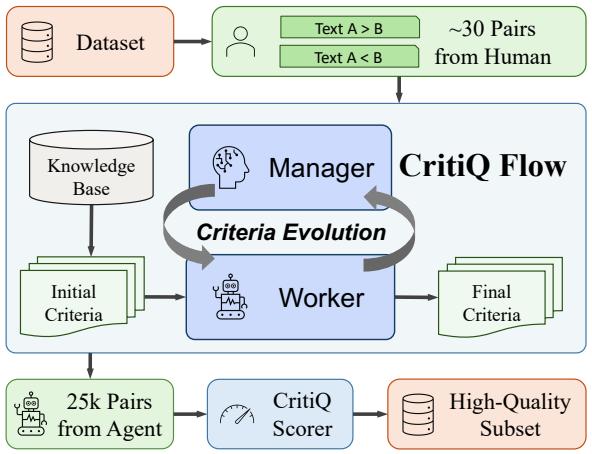 Dataset
Text A > B
Text A < B
~30 Pairs
from Human
Knowledge
Base
Manager
CritiQ Flow
Criteria Evolution
Initial
Criteria
Worker
Final
Criteria
25k Pairs
from Agent
CritiQ
Scorer
High-Quality
Subset